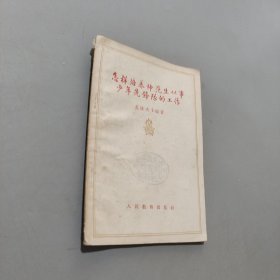 怎样培养师范生从事
少年先锋队的工作
人民教育出版社